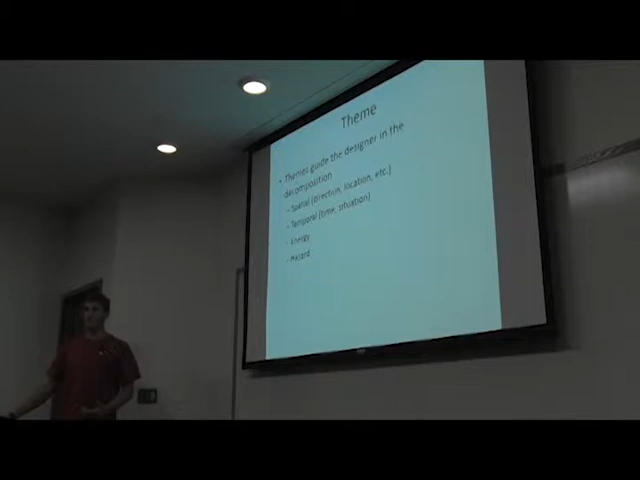 Theme
• Themes guide the designer in the
decomposition
– Spatial (direction, location, etc.)
– Temporal (time, situation)
– Energy
– Hazard